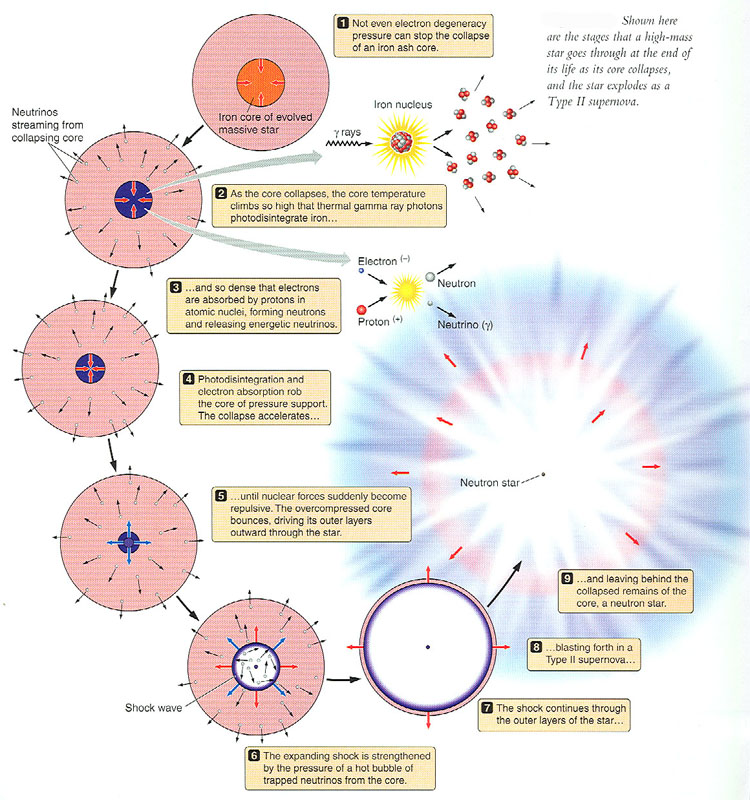 Shown here
are the stages that a high-mass
star goes through at the end of
its life as its core collapses,
and the star explodes as a
Type II supernova.
1 Not even electron degeneracy
pressure can stop the collapse
of an iron ash core.
Iron core of evolved
massive star
Neutrinos
streaming from
collapsing core
Iron nucleus
γ rays
2 As the core collapses, the core temperature
climbs so high that thermal gamma ray photons
photodisintegrate iron...
Electron (–)
Neutron
Proton (+)
Neutrino (γ)
3 ...and so dense that electrons
are absorbed by protons in
atomic nuclei, forming neutrons
and releasing energetic neutrinos.
4 Photodisintegration and
electron absorption rob
the core of pressure support.
The collapse accelerates...
5 ...until nuclear forces suddenly become
repulsive. The overcompressed core
bounces, driving its outer layers
outward through the star.
Neutron star
Shock wave
6 The expanding shock is strengthened
by the pressure of a hot bubble of
trapped neutrinos from the core.
7 The shock continues through
the outer layers of the star...
8 ...blasting forth in a
Type II supernova...
9 ...and leaving behind the
collapsed remains of the
core, a neutron star.